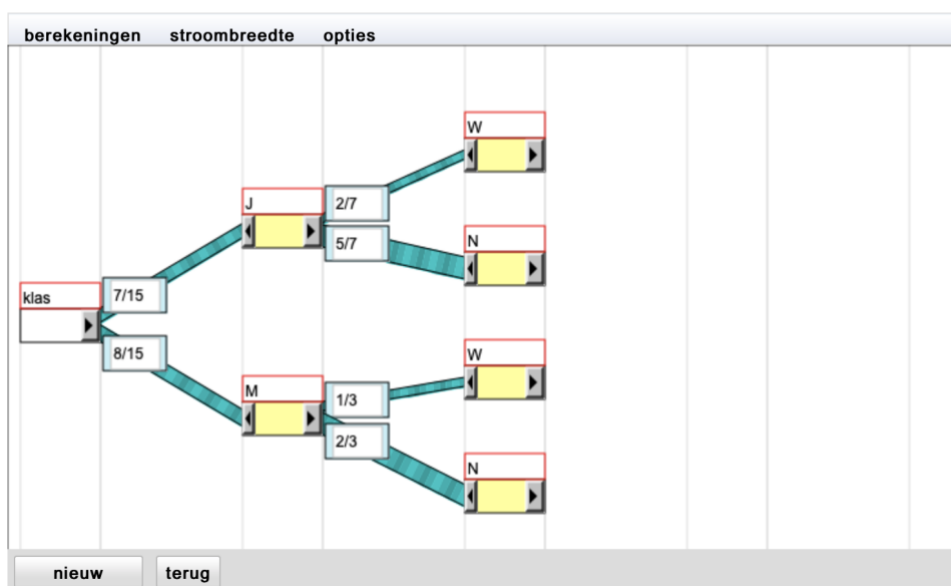 berekeningen stroombreedte opties
W
J 2/7
5/7 N
klas 7/15
8/15 W
M 1/3
2/3
N
nieuw terug